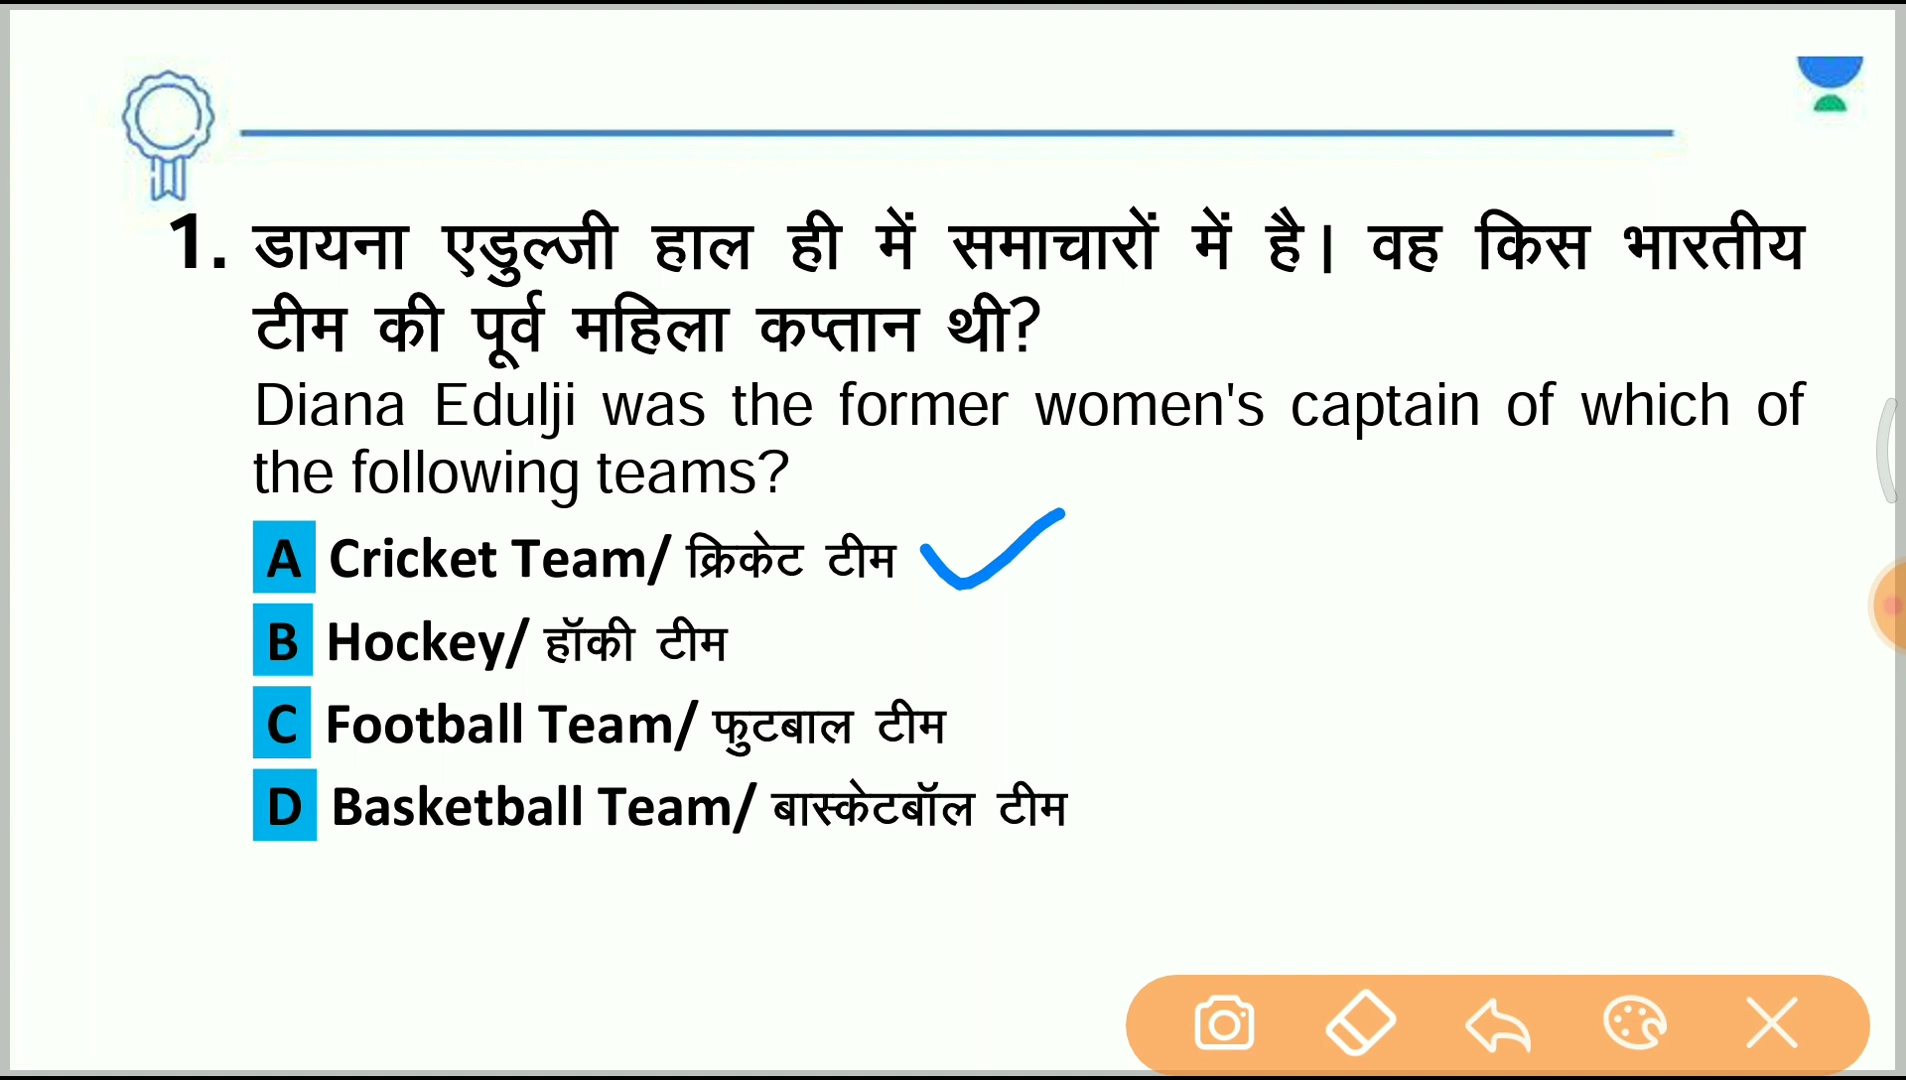 1. डायना एडुल्जी हाल ही में समाचारों में है। वह किस भारतीय
टीम की पूर्व महिला कप्तान थी?
Diana Edulji was the former women's captain of which of
the following teams?
A Cricket Team/ क्रिकेट टीम
B Hockey/ हॉकी टीम
C Football Team/ फुटबाल टीम
D Basketball Team/ बास्केटबॉल टीम